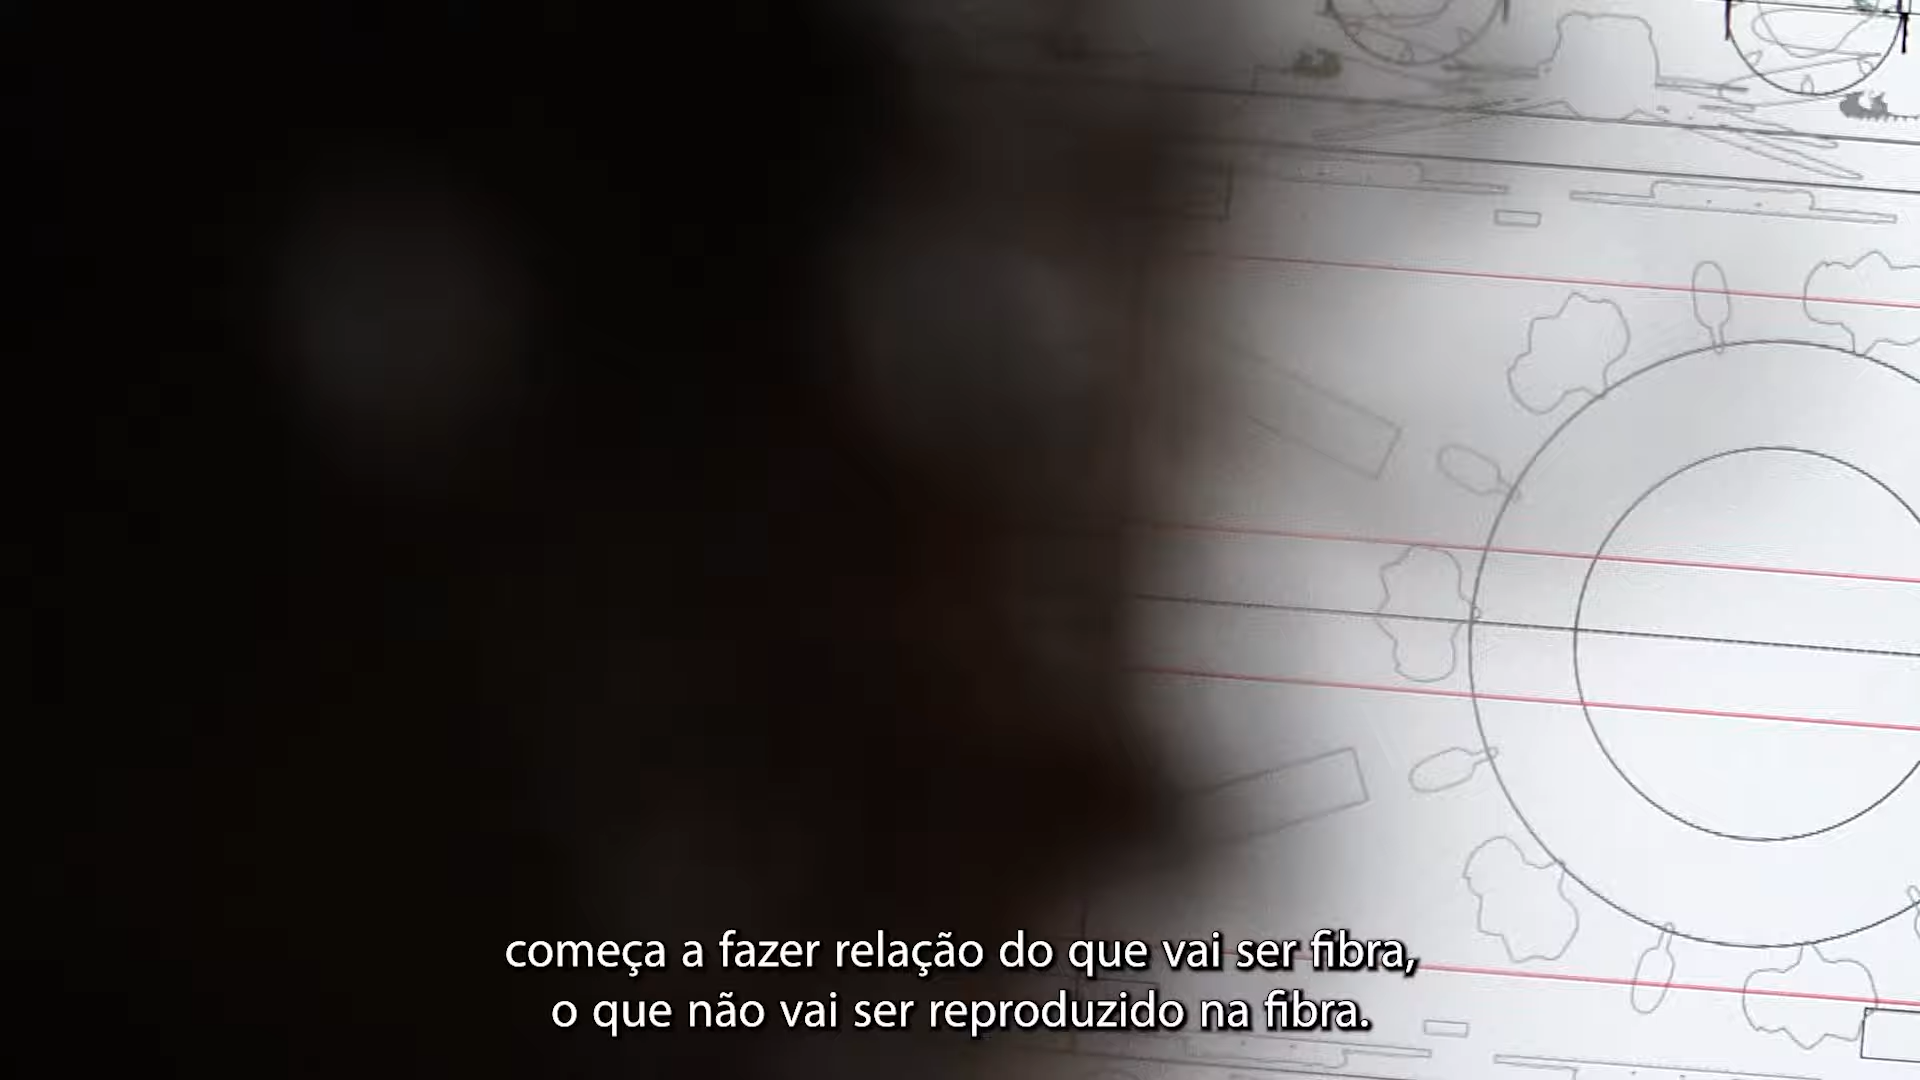 começa a fazer relação do que vai ser fibra,
o que não vai ser reproduzido na fibra.